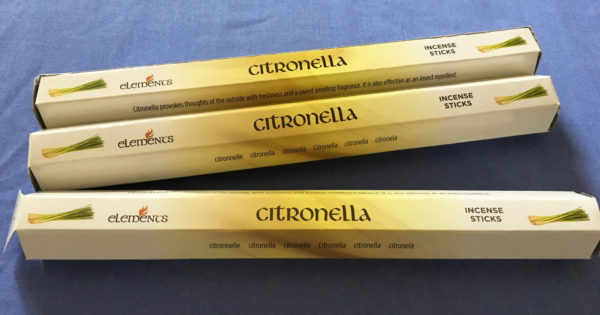 elements
CITRONELLA
INCENSE
STICKS
Citronella provokes thoughts of the outside with freshness and a sweet smelling fragrance. It is also effective as an insect repellent.
elements
CITRONELLA
INCENSE
STICKS
citronnelle citronella citronella Citronella citronella citronela
elements
CITRONELLA
INCENSE
STICKS
citronnelle citronella citronella Citronella citronella citronela